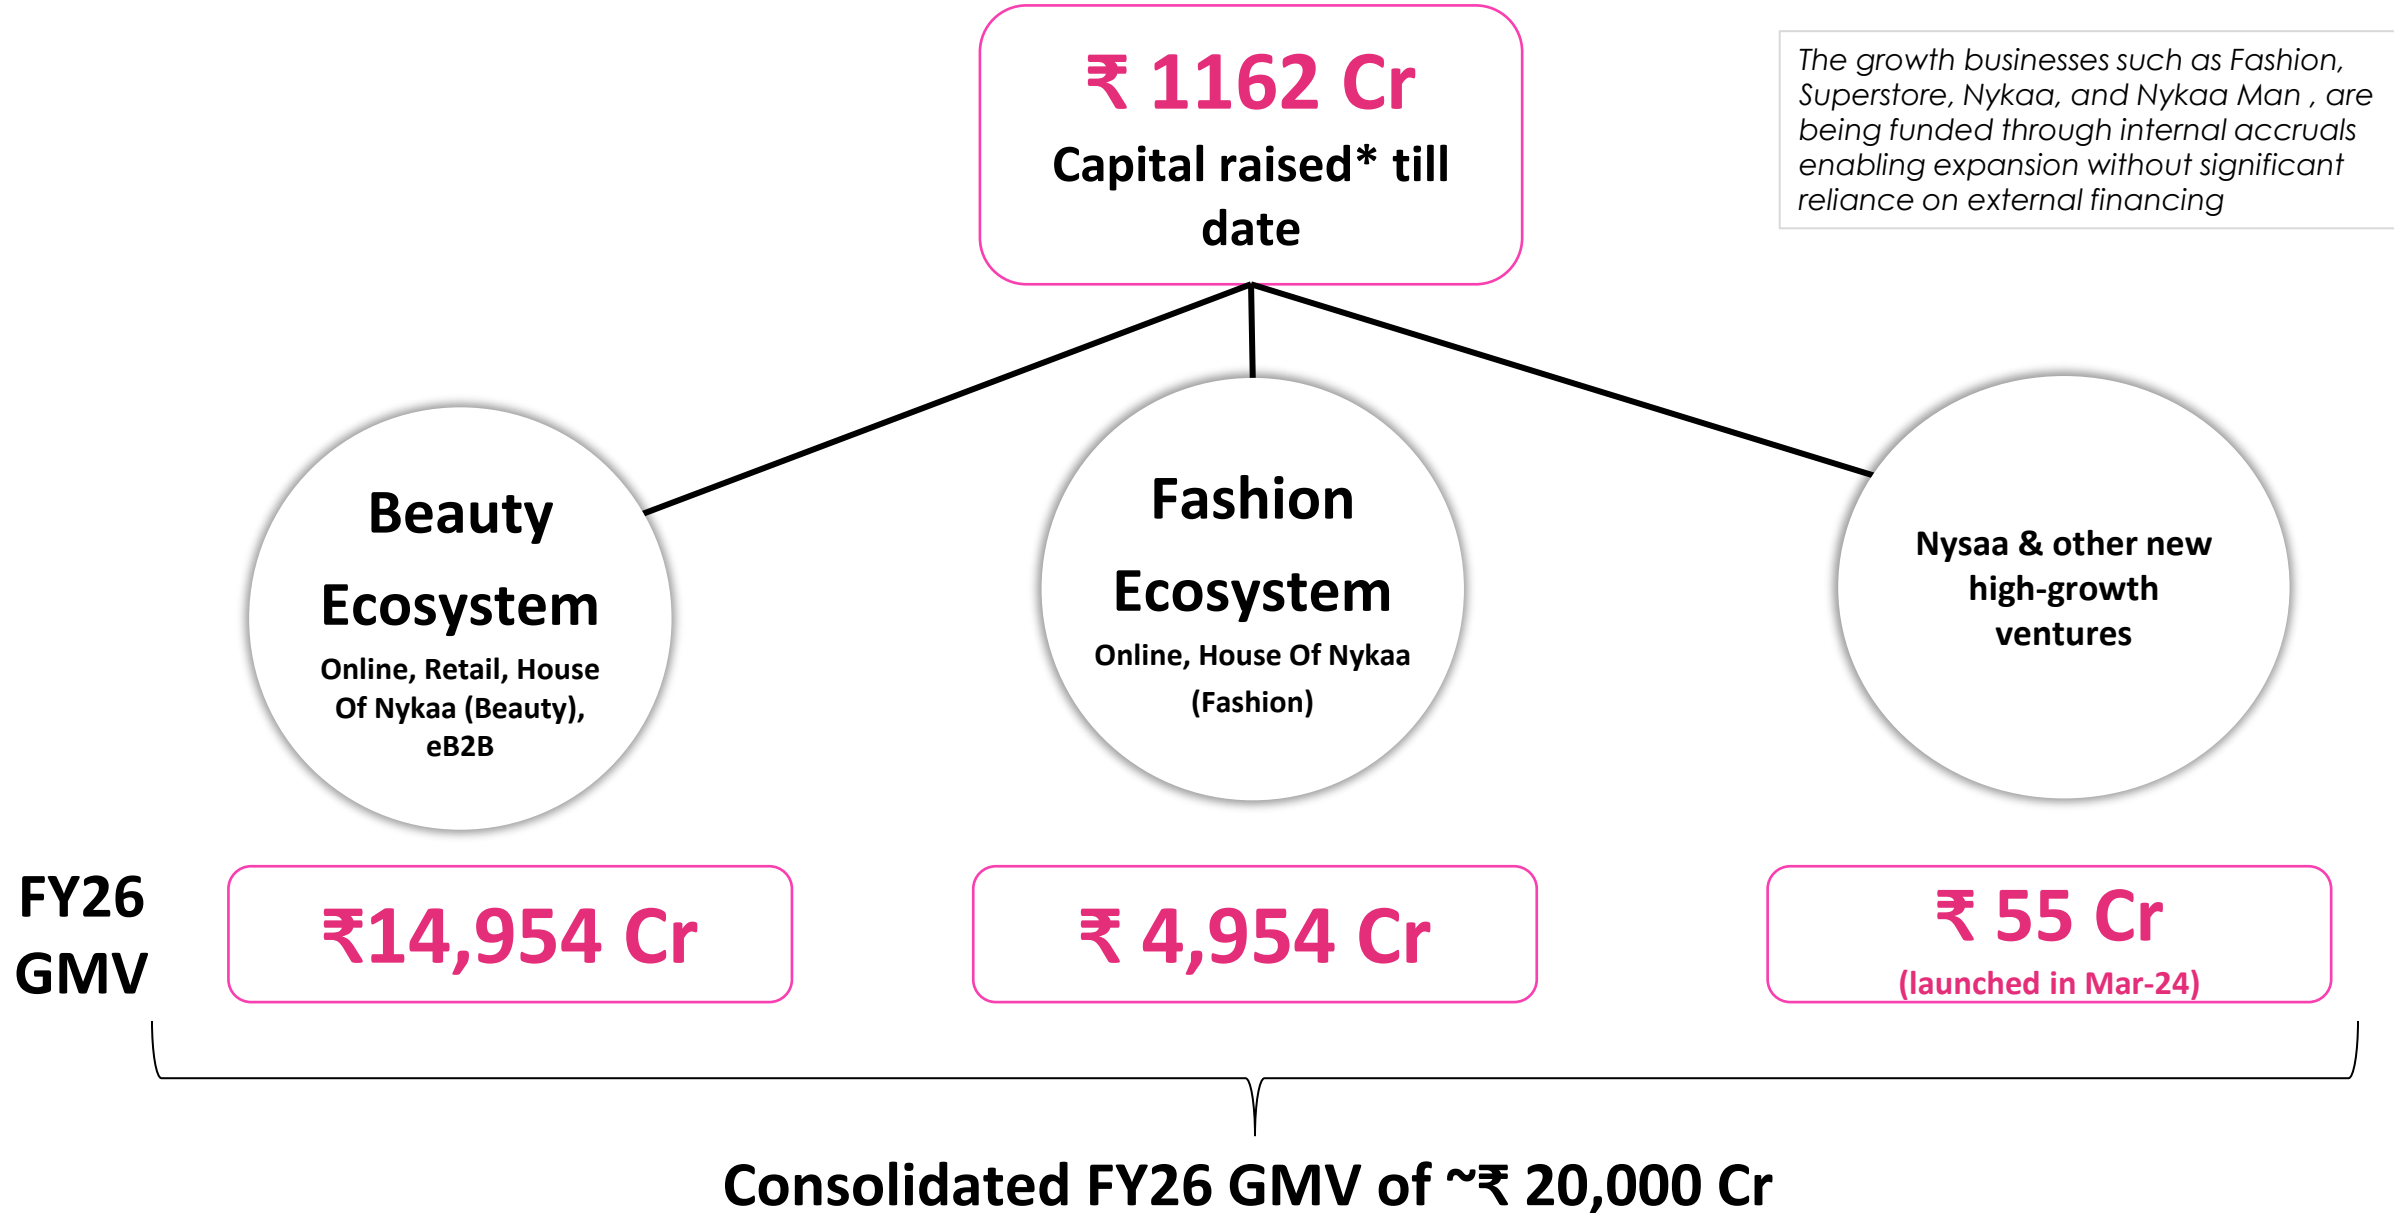 ₹ 1162 Cr
Capital raised* till
date
The growth businesses such as Fashion,
Superstore, Nykaa, and Nykaa Man , are
being funded through internal accruals
enabling expansion without significant
reliance on external financing
Beauty
Ecosystem
Online, Retail, House
Of Nykaa (Beauty),
eB2B
Fashion
Ecosystem
Online, House Of Nykaa
(Fashion)
Nysaa & other new
high-growth
ventures
FY26
GMV
₹14,954 Cr
₹ 4,954 Cr
₹ 55 Cr
(launched in Mar-24)
Consolidated FY26 GMV of ~₹ 20,000 Cr